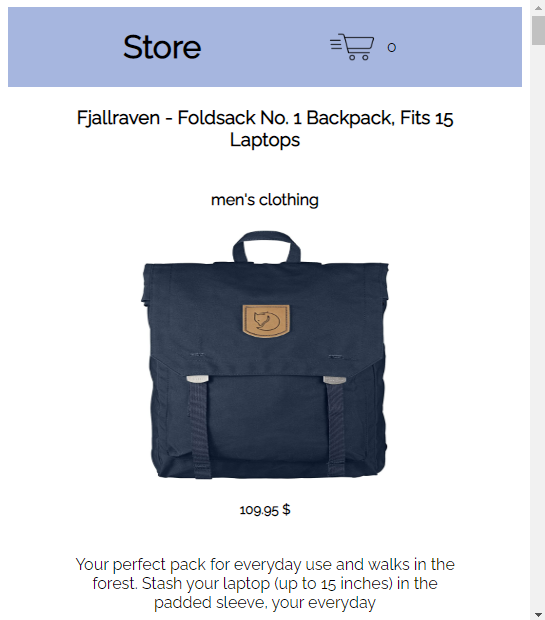 Store
0
Fjallraven - Foldsack No. 1 Backpack, Fits 15
Laptops
men's clothing
109.95 $
Your perfect pack for everyday use and walks in the
forest. Stash your laptop (up to 15 inches) in the
padded sleeve, your everyday